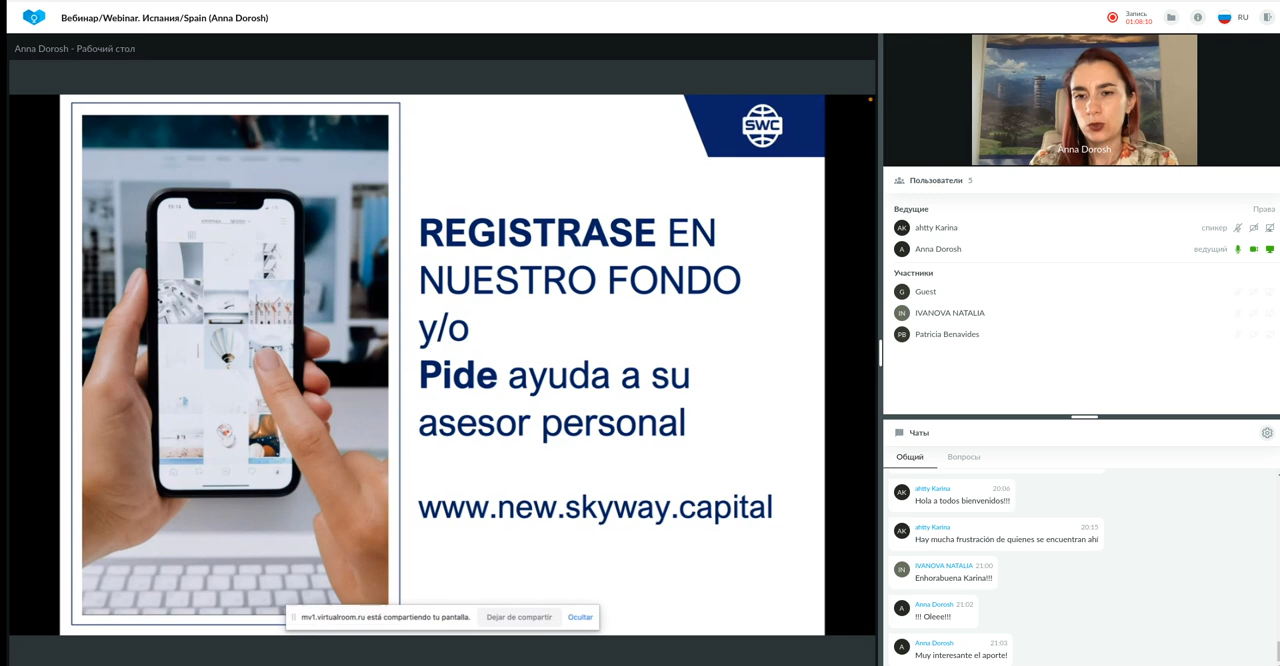 Вебинар/Webinar. Испания/Spain (Anna Dorosh)
Запись
01:08:10
RU
Anna Dorosh - Рабочий стол
SWC
REGISTRASE EN
NUESTRO FONDO
y/o
Pide ayuda a su
asesor personal
www.new.skyway.capital
mv1.virtualroom.ru está compartiendo tu pantalla.
Dejar de compartir
Ocultar
Anna Dorosh
Пользователи 5
Ведущие
Права
AK ahtty Karina
спикер
A Anna Dorosh
ведущий
Участники
G Guest
IN IVANOVA NATALIA
PB Patricia Benavides
Чаты
Общий
Вопросы
AK ahtty Karina 20:06
Hola a todos bienvenidos!!!
AK ahtty Karina 20:15
Hay mucha frustración de quienes se encuentran ahí
IN IVANOVA NATALIA 21:00
Enhorabuena Karina!!!
A Anna Dorosh 21:02
!!! Oleee!!!
A Anna Dorosh 21:03
Muy interesante el aporte!